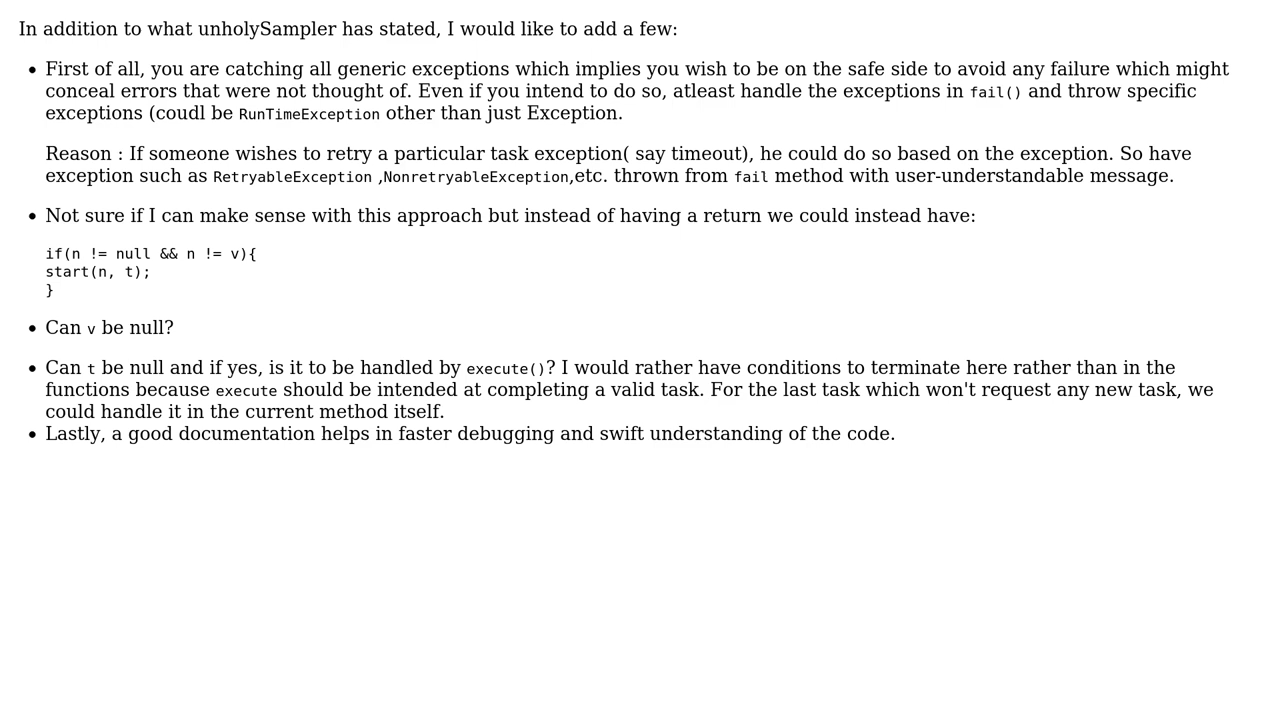 In addition to what unholySampler has stated, I would like to add a few:
First of all, you are catching all generic exceptions which implies you wish to be on the safe side to avoid any failure which might
conceal errors that were not thought of. Even if you intend to do so, atleast handle the exceptions in fail() and throw specific
exceptions (coudl be RunTimeException other than just Exception.
Reason : If someone wishes to retry a particular task exception( say timeout), he could do so based on the exception. So have
exception such as RetryableException ,NonretryableException,etc. thrown from fail method with user-understandable message.
Not sure if I can make sense with this approach but instead of having a return we could instead have:
if(n != null && n != v){
start(n, t);
}
Can v be null?
Can t be null and if yes, is it to be handled by execute()? I would rather have conditions to terminate here rather than in the
functions because execute should be intended at completing a valid task. For the last task which won't request any new task, we
could handle it in the current method itself.
Lastly, a good documentation helps in faster debugging and swift understanding of the code.